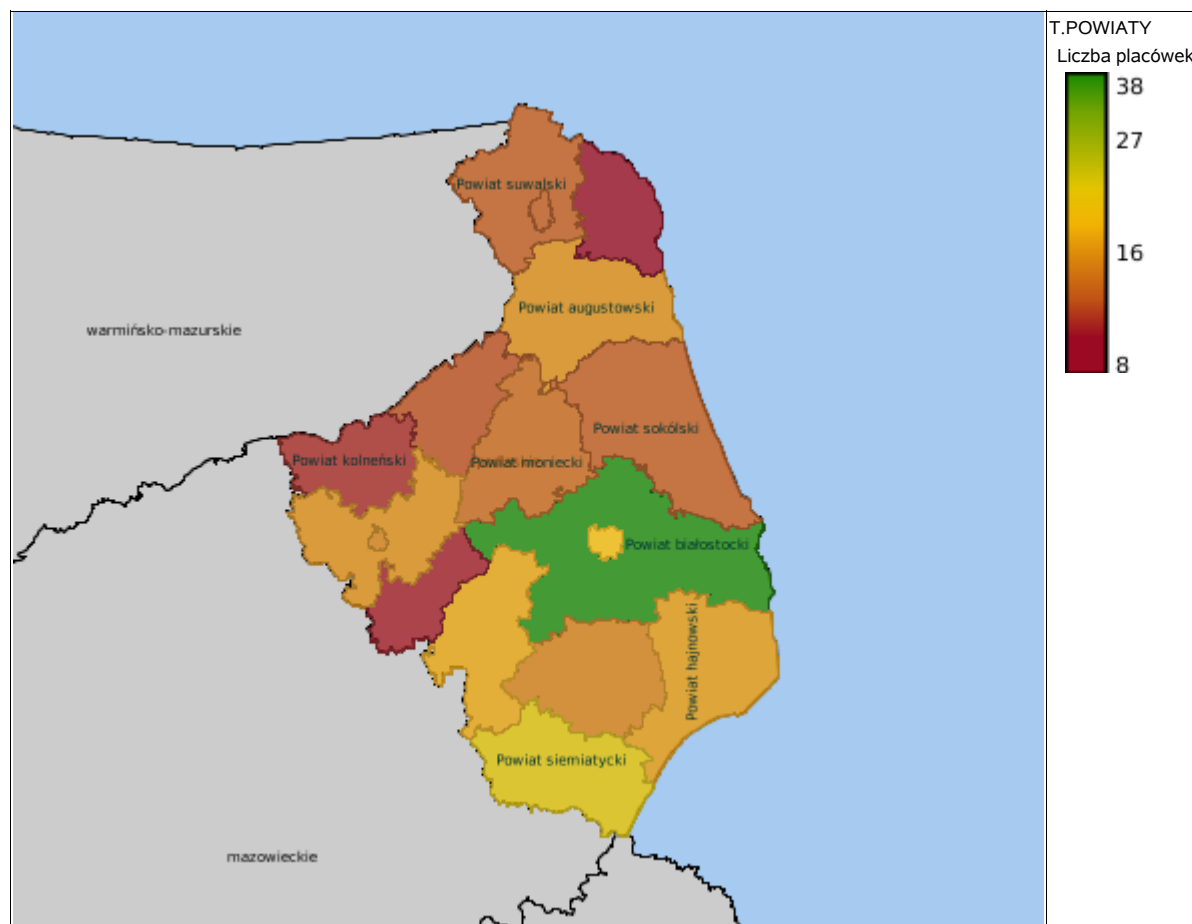 T.POWIATY
Liczba placówek
38
27
16
8
Powiat suwalski
Powiat augustowski
warmińsko-mazurskie
Powiat sokólski
Powiat kolneński
Powiat moniecki
Powiat białostocki
Powiat hajnowski
Powiat siemiatycki
mazowieckie